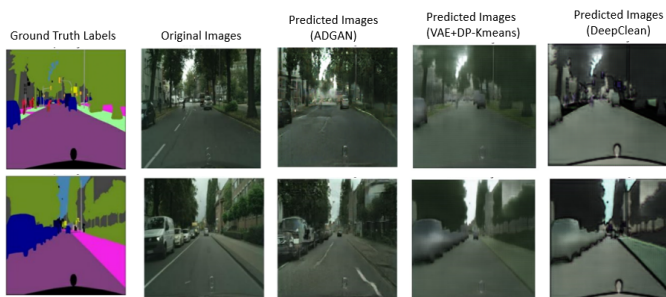 Ground Truth Labels
Original Images
Predicted Images
(ADGAN)
Predicted Images
(VAE+DP-Kmeans)
Predicted Images
(DeepClean)